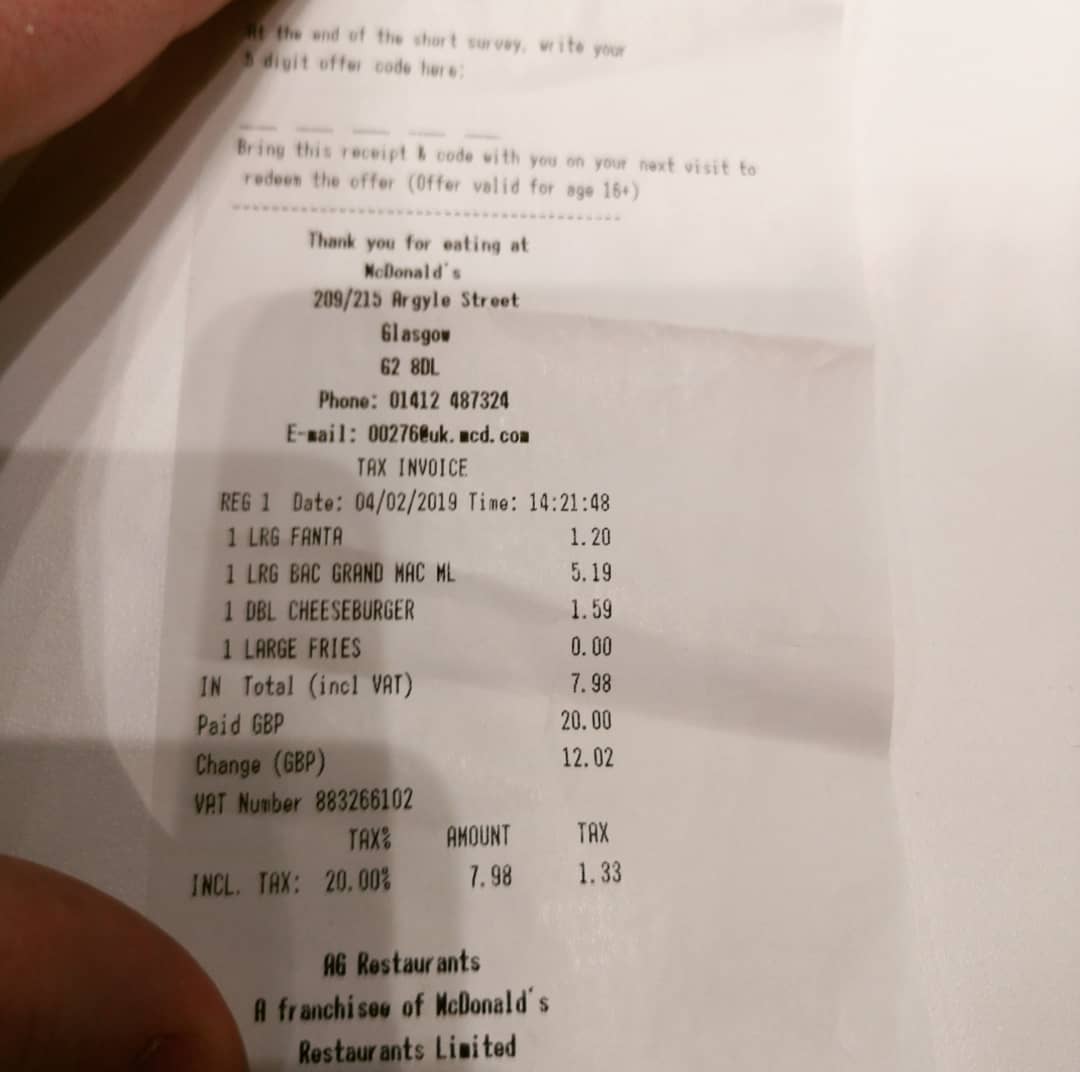 At the end of the short survey, write your
5 digit offer code here:
Bring this receipt & code with you on your next visit to
redeem the offer (Offer valid for age 16+)
Thank you for eating at
McDonald's
209/215 Argyle Street
Glasgow
G2 8DL
Phone: 01412 487324
E-mail: 00276@uk.mcd.com
TAX INVOICE
REG 1 Date: 04/02/2019 Time: 14:21:48
1 LRG FANTA 1.20
1 LRG BAC GRAND MAC ML 5.19
1 DBL CHEESEBURGER 1.59
1 LARGE FRIES 0.00
IN Total (incl VAT) 7.98
Paid GBP 20.00
Change (GBP) 12.02
VAT Number 883266102
TAX% AMOUNT TAX
INCL. TAX: 20.00% 7.98 1.33
AG Restaurants
A franchisee of McDonald's
Restaurants Limited